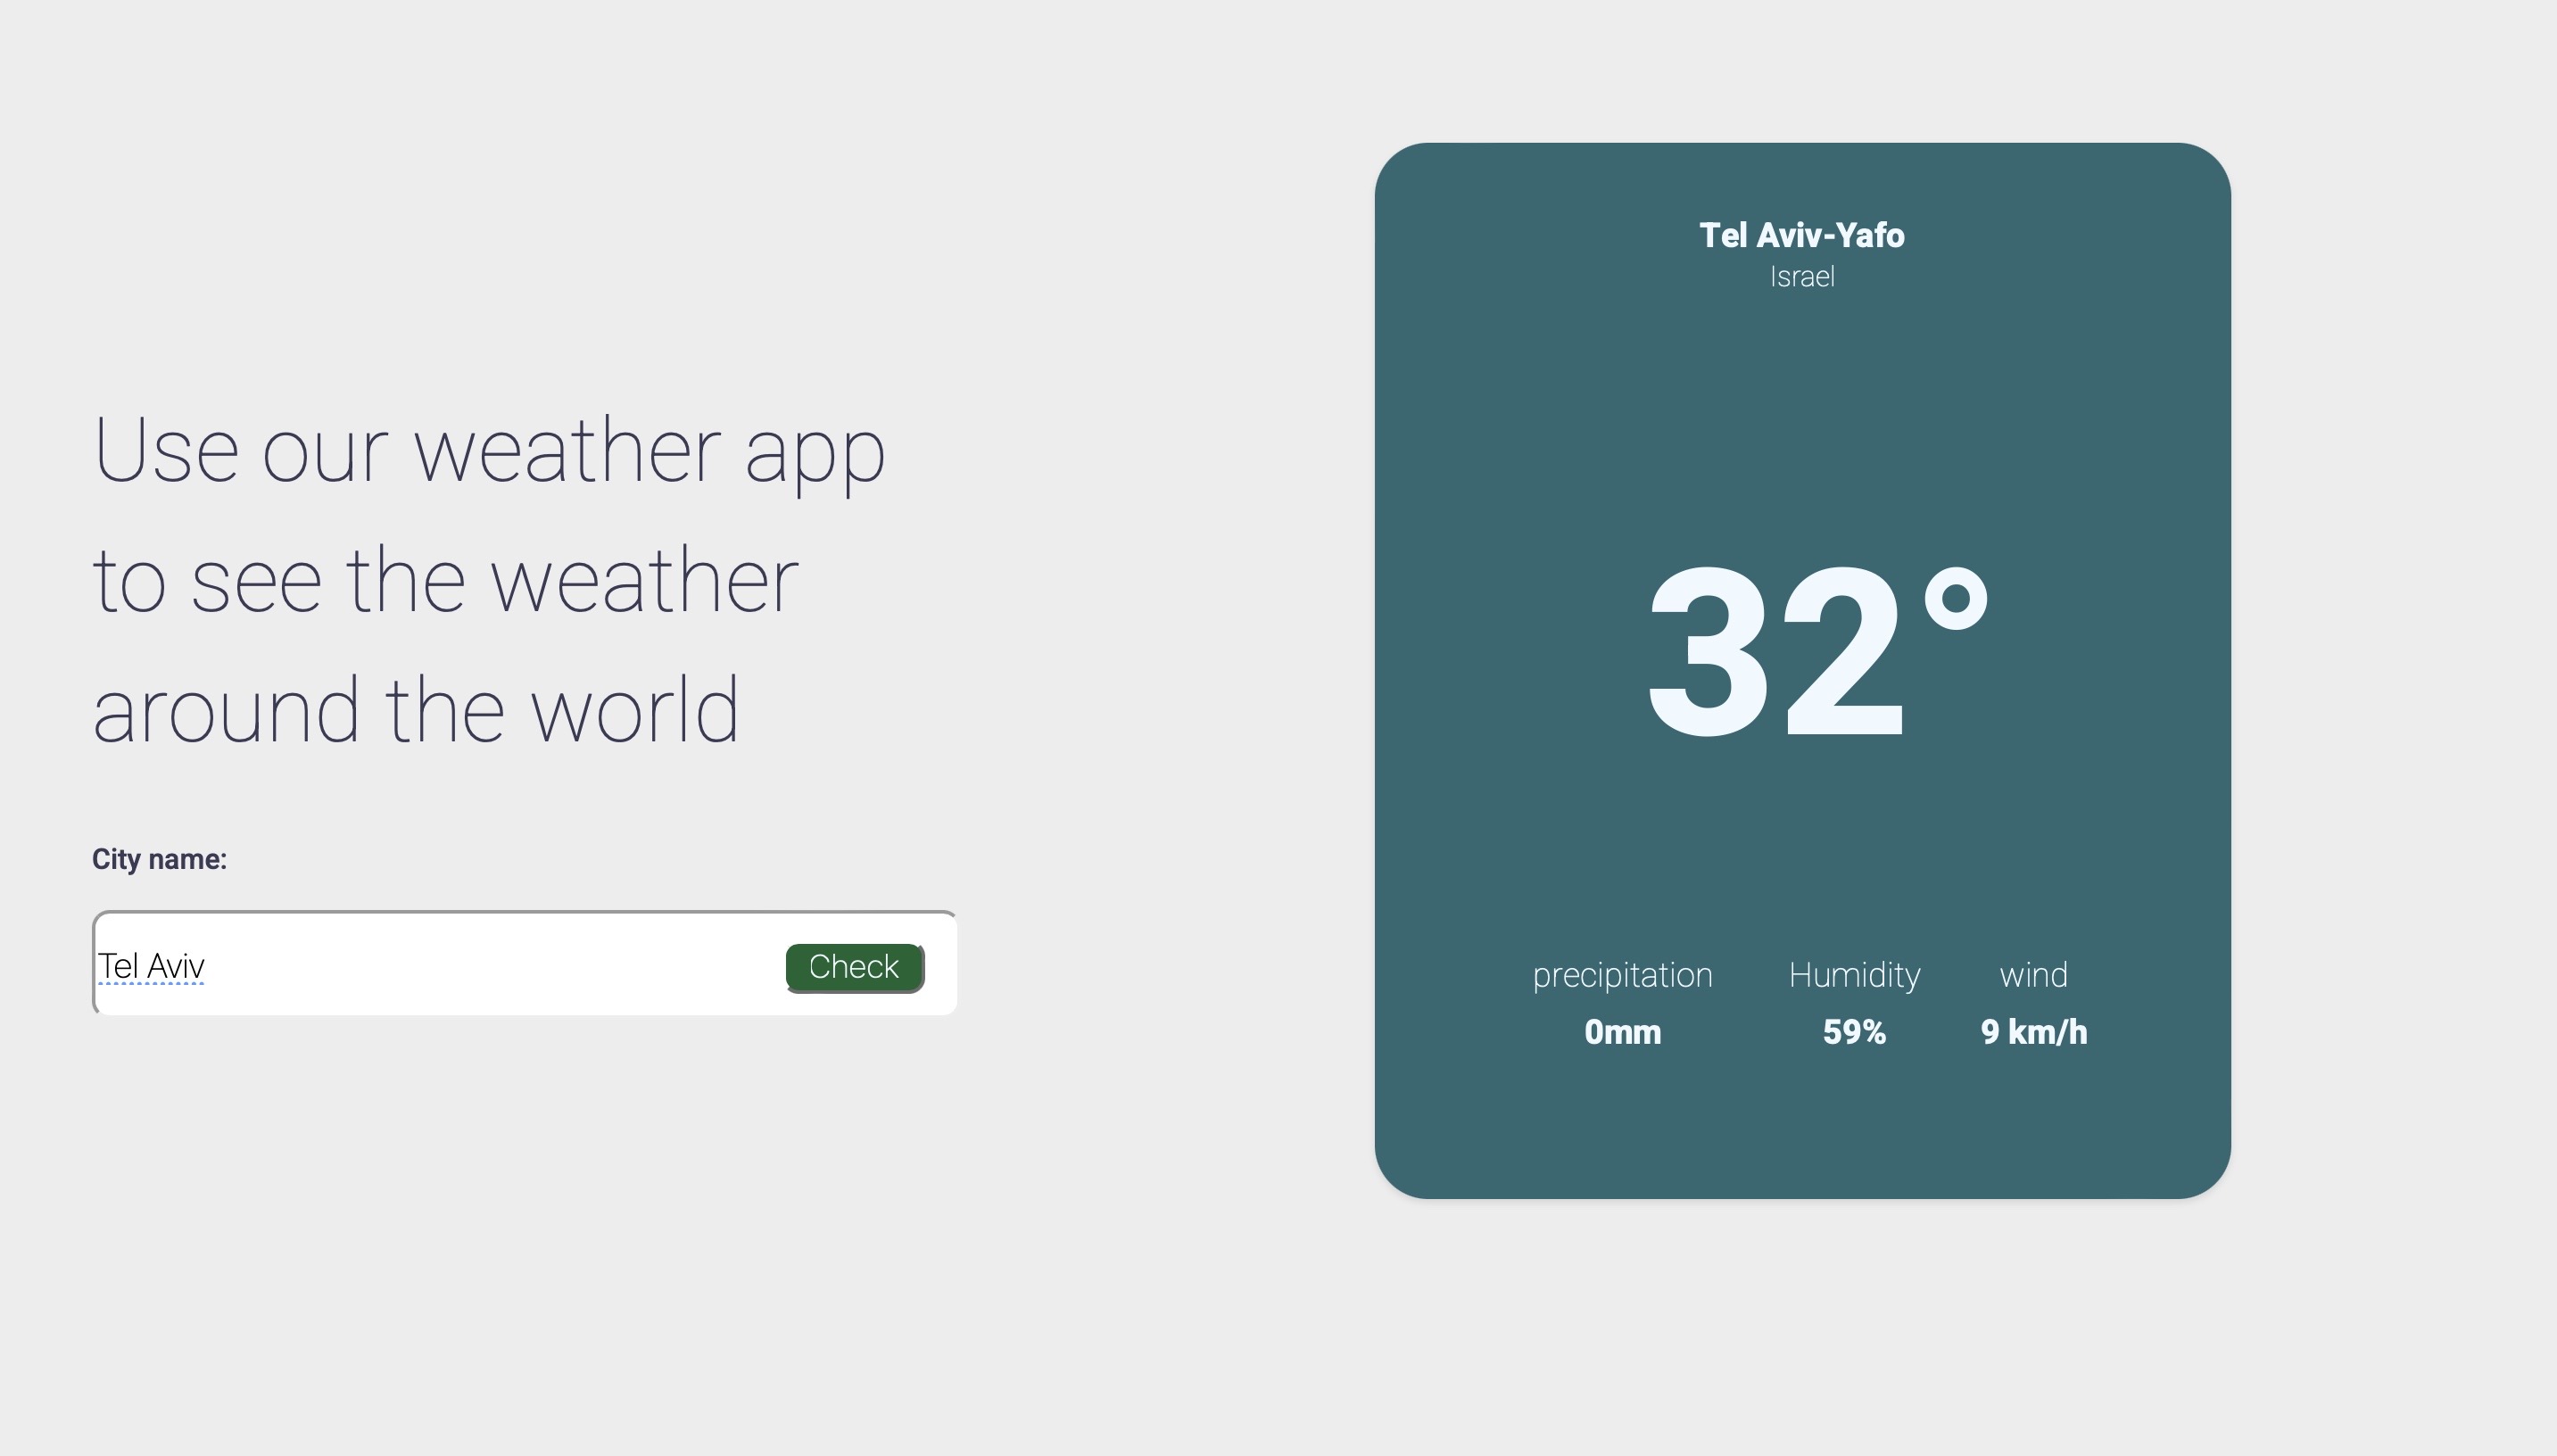 Use our weather app
to see the weather
around the world
City name:
Tel Aviv
Check
Tel Aviv-Yafo
Israel
32°
precipitation Humidity wind
0mm 59% 9 km/h